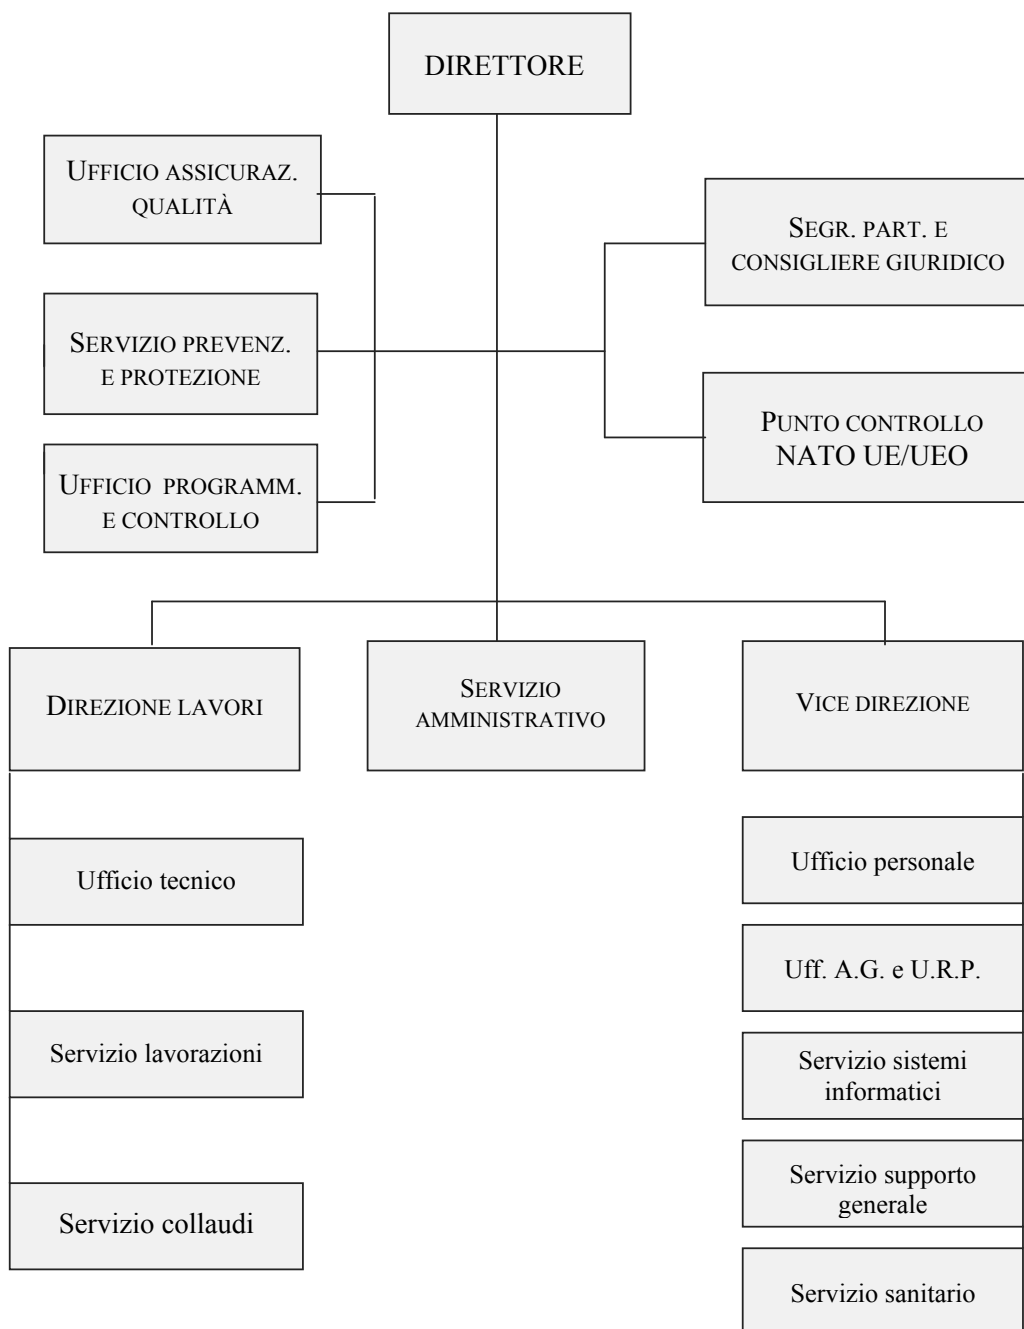 DIRETTORE
UFFICIO ASSICURAZ.
QUALITÀ
SEGR. PART. E
CONSIGLIERE GIURIDICO
SERVIZIO PREVENZ.
E PROTEZIONE
PUNTO CONTROLLO
NATO UE/UEO
UFFICIO PROGRAMM.
E CONTROLLO
DIREZIONE LAVORI
SERVIZIO
AMMINISTRATIVO
VICE DIREZIONE
Ufficio tecnico
Servizio lavorazioni
Servizio collaudi
Ufficio personale
Uff. A.G. e U.R.P.
Servizio sistemi
informatici
Servizio supporto
generale
Servizio sanitario